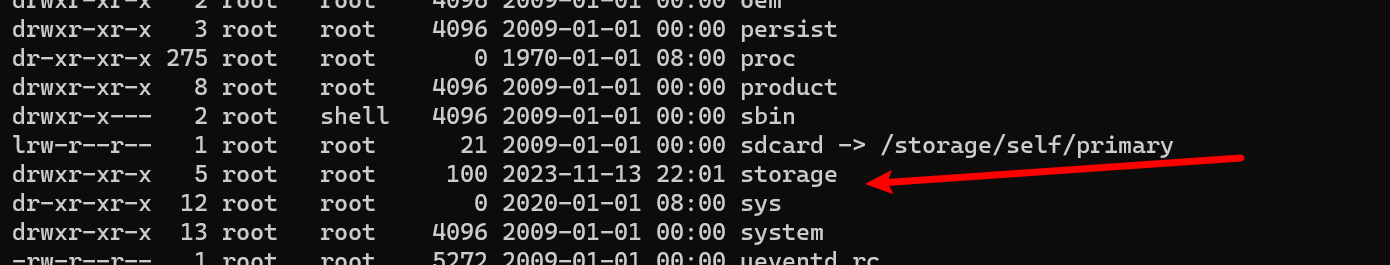 drwxr-xr-x   2 root   root    4096 2009-01-01 00:00 oem
drwxr-xr-x   3 root   root    4096 2009-01-01 00:00 persist
dr-xr-xr-x 275 root   root       0 1970-01-01 08:00 proc
drwxr-xr-x   8 root   root    4096 2009-01-01 00:00 product
drwxr-x---   2 root   shell   4096 2009-01-01 00:00 sbin
lrw-r--r--   1 root   root      21 2009-01-01 00:00 sdcard -> /storage/self/primary
drwxr-xr-x   5 root   root     100 2023-11-13 22:01 storage
dr-xr-xr-x  12 root   root       0 2020-01-01 08:00 sys
drwxr-xr-x  13 root   root    4096 2009-01-01 00:00 system
-rw-r--r--   1 root   root    5272 2009-01-01 00:00 ueventd.rc